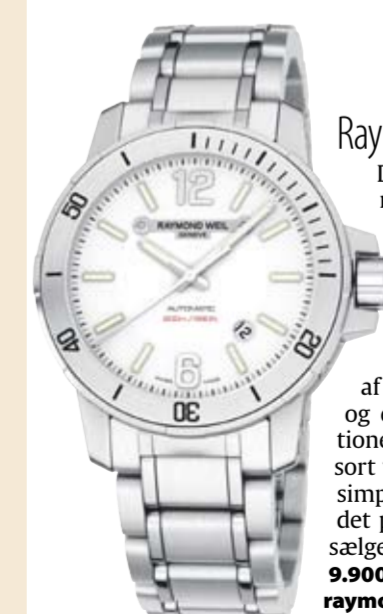 Ray
D
af
og
tione
sort
simp
det p
sælge
9.900
raymo
12
RAYMOND WEIL
GENEVE
AUTOMATIC
2
6
50
40
30
20